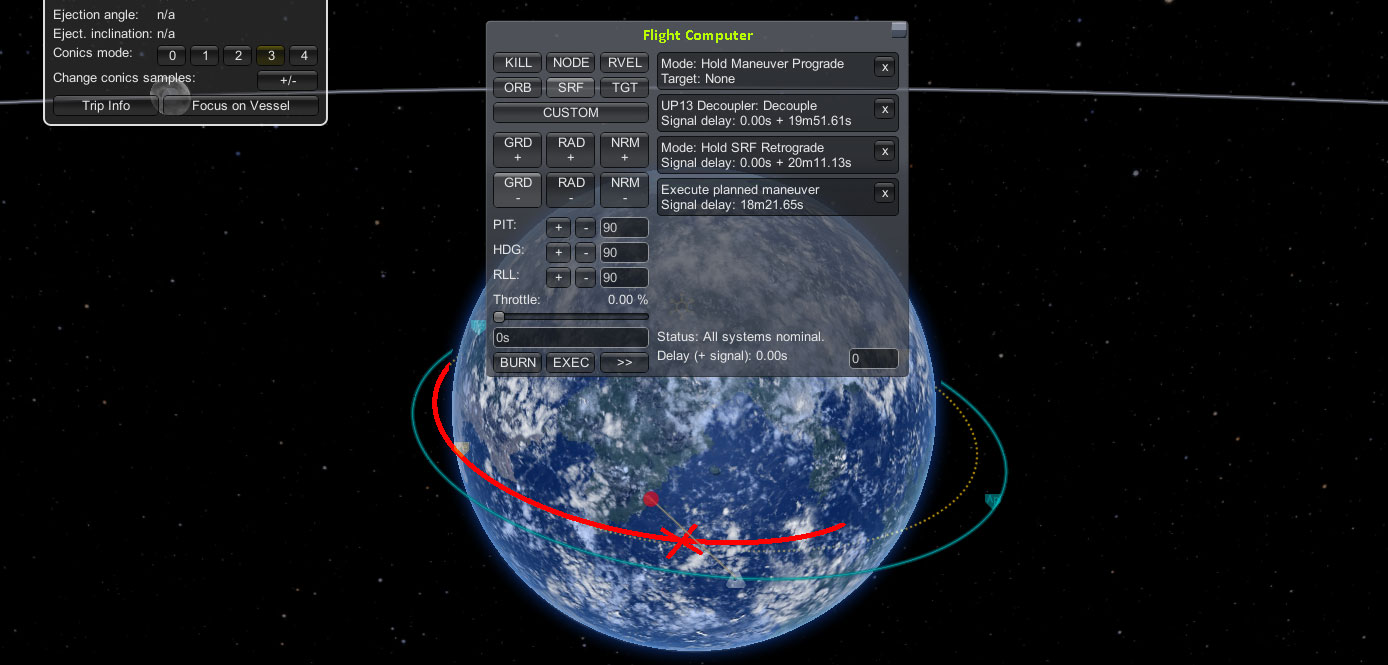 Ejection angle: n/a
Eject. inclination: n/a
Conics mode: 0 1 2 3 4
Change conics samples: +/-
Trip Info Focus on Vessel
Flight Computer
KILL NODE RVEL
ORB SRF TGT
CUSTOM
GRD RAD NRM
+ + +
GRD RAD NRM
- - -
PIT: + - 90
HDG: + - 90
RLL: + - 90
Throttle: 0.00 %
0s
BURN EXEC >>
Mode: Hold Maneuver Prograde
Target: None
x
UP13 Decoupler: Decouple
Signal delay: 0.00s + 19m51.61s
x
Mode: Hold SRF Retrograde
Signal delay: 0.00s + 20m11.13s
x
Execute planned maneuver
Signal delay: 18m21.65s
x
Status: All systems nominal.
Delay (+ signal): 0.00s 0